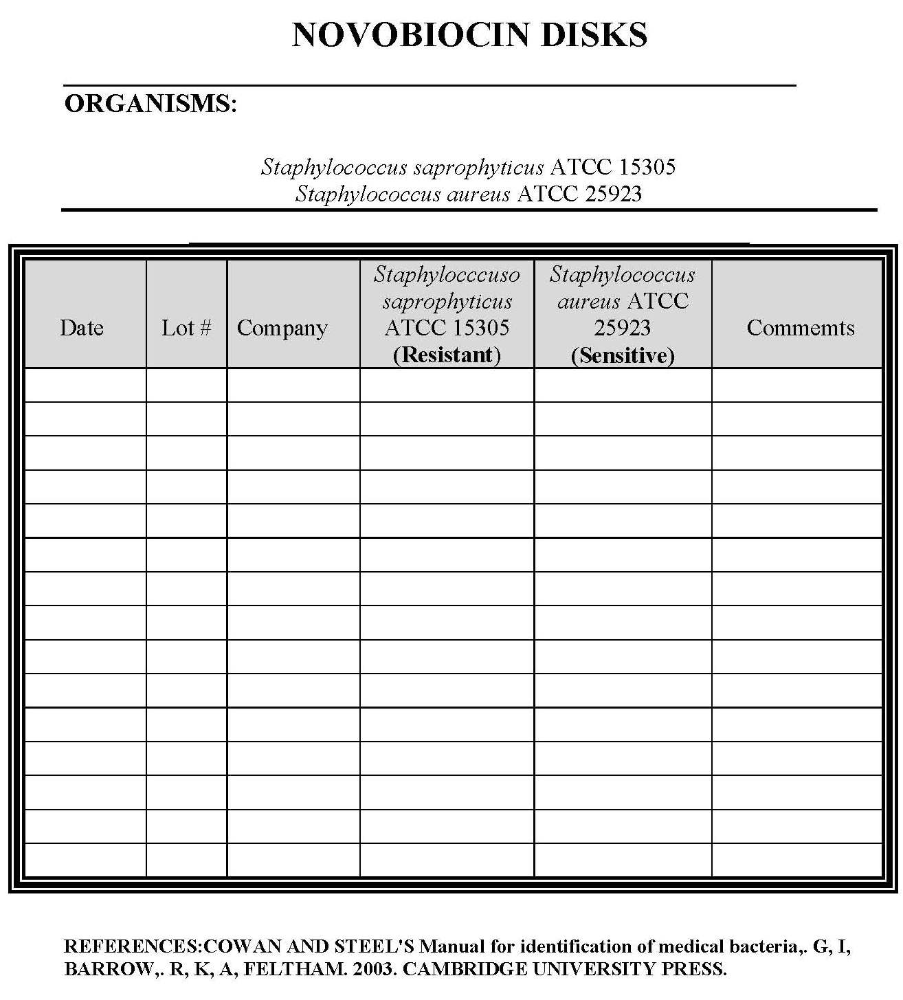 NOVOBIOCIN DISKS
ORGANISMS:
Staphylococcus saprophyticus ATCC 15305
Staphylococcus aureus ATCC 25923
Date
Lot #
Company
Staphylocccuso
saprophyticus
ATCC 15305
(Resistant)
Staphylococcus
aureus ATCC
25923
(Sensitive)
Commemts
REFERENCES:COWAN AND STEEL'S Manual for identification of medical bacteria,. G, I,
BARROW,. R, K, A, FELTHAM. 2003. CAMBRIDGE UNIVERSITY PRESS.